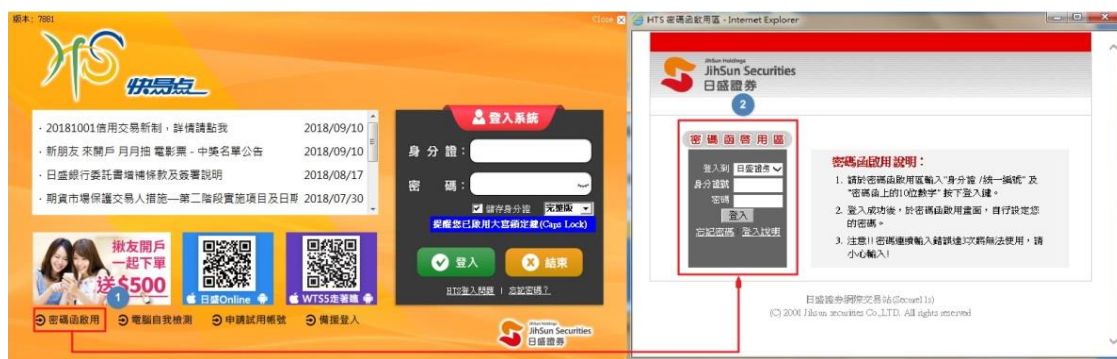 版本: 7881
Close
HTS
快易点
· 20181001信用交易新制，詳情請點我 2018/09/10
· 新朋友 來開戶 月月抽 電影票 - 中獎名單公告 2018/09/10
· 日盛銀行委託書增補條款及簽署說明 2018/08/17
· 期貨市場保護交易人措施—第二階段實施項目及日期 2018/07/30
登入系統
身 分 證：
密 碼：
儲存身分證 完整版
提醒您已啟用大寫鎖定鍵(Caps Lock)
登入
結束
HTS登入問題 | 忘記密碼？
揪友開戶
一起下單
送$500
日盛Online
WTS5走著瞧
1
密碼函啟用
電腦自我檢測
申請試用帳號
備援登入
JihSun Holdings
JihSun Securities
日盛證券
HTS 密碼函啟用區 - Internet Explorer
JihSun Holdings
JihSun Securities
日盛證券
2
密碼函啟用區
登入到 日盛證券
身分證號
密碼
登入
忘記密碼 登入說明
密碼函啟用說明：
1. 請於密碼函啟用區輸入"身分證 /統一編號" 及
"密碼函上的10位數字" 按下登入鍵。
2. 登入成功後，於密碼函啟用畫面，自行設定您
的密碼。
3. 注意!! 密碼連續輸入錯誤達3次將無法使用，請
小心輸入!
日盛證券網際交易站(Secure11s)
(C) 2001 Jihsun securities Co.,LTD. All rights reserved